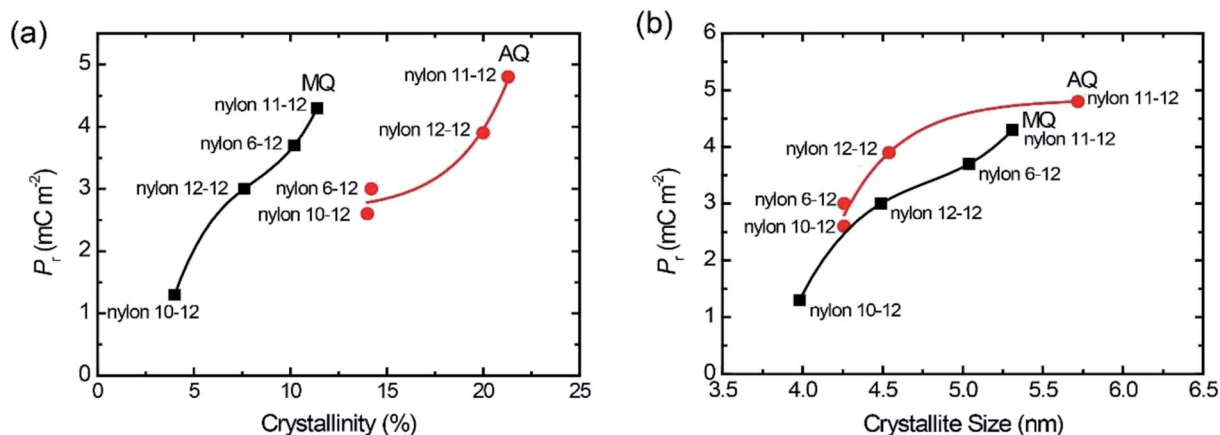 (a)
5
4
3
2
1
0
P_r (mC m⁻²)
MQ
nylon 11-12
nylon 6-12
nylon 12-12
nylon 10-12
AQ
nylon 11-12
nylon 12-12
nylon 6-12
nylon 10-12
0 5 10 15 20 25
Crystallinity (%)
(b)
6
5
4
3
2
1
0
P_r (mC m⁻²)
AQ
nylon 11-12
nylon 12-12
nylon 6-12
nylon 10-12
MQ
nylon 11-12
nylon 6-12
nylon 12-12
nylon 10-12
3.5 4.0 4.5 5.0 5.5 6.0 6.5
Crystallite Size (nm)